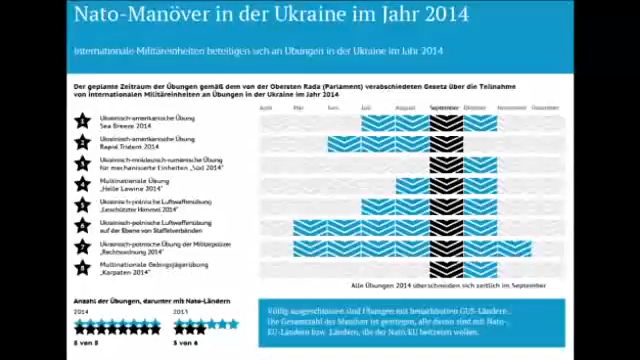 Nato-Manöver in der Ukraine im Jahr 2014
Internationale Militäreinheiten beteiligen sich an Übungen in der Ukraine im Jahr 2014
Der geplante Zeitraum der Übungen gemäß dem von der Obersten Rada (Parlament) verabschiedeten Gesetz über die Teilnahme
von internationalen Militäreinheiten an Übungen in der Ukraine im Jahr 2014
April Mai Juni Juli August September Oktober November Dezember
1 Ukrainisch-amerikanische Übung
Sea Breeze 2014
2 Ukrainisch-amerikanische Übung
Rapid Trident 2014
3
für mechanisierte Einheiten „Süd 2014"
4 Multinationale Übung
„Helle Lawine 2014"
5 Ukrainisch-polnische Luftwaffenübung
„Geschützter Himmel 2014"
6 Ukrainisch-polnische Luftwaffenübung
auf der Ebene von Staffelverbänden
7 Ukrainisch-polnische Übung der Militärpolizei
„Rechtsordnung 2014"
8 Multinationale Gebirgsjägerübung
„Karpaten 2014"
Alle Übungen 2014 überschneiden sich zeitlich im September
Anzahl der Übungen, darunter mit Nato-Ländern
2014 2013
8 von 8
Völlig ausgeschlossen sind Übungen mit benachbarten GUS-Ländern.
Die Gesamtzahl der Manöver ist gestiegen, alle davon sind mit Nato-,
EU-Ländern bzw. Ländern, die der Nato/EU beitreten wollen.